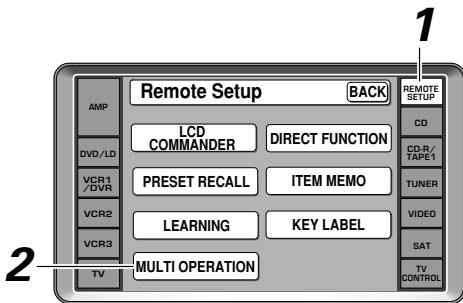 1
Remote Setup
BACK
REMOTE
SETUP
AMP
CD
LCD
COMMANDER
DIRECT FUNCTION
DVD/LD
CD-R/
TAPE1
VCR1
/DVR
PRESET RECALL
ITEM MEMO
TUNER
VCR2
LEARNING
KEY LABEL
VIDEO
VCR3
SAT
2
TV
MULTI OPERATION
TV
CONTROL